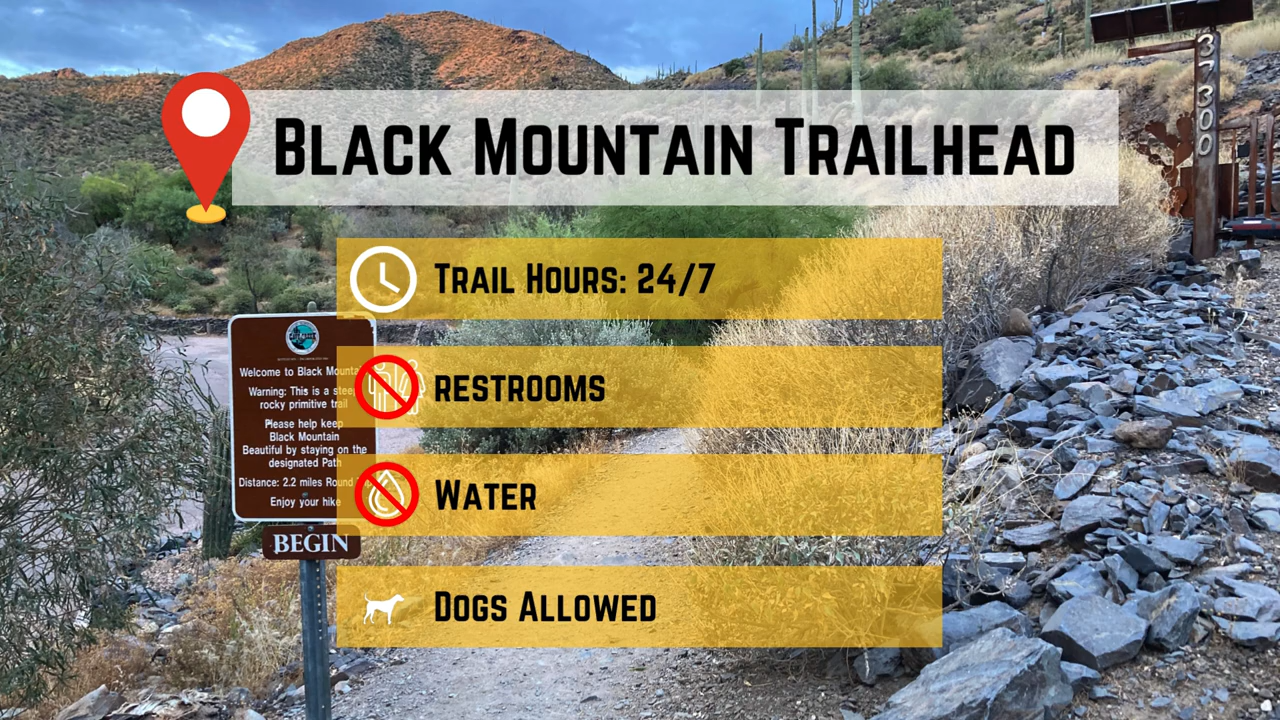 Black Mountain Trailhead
Trail Hours: 24/7
restrooms
Water
Dogs Allowed
37300
Welcome to Black Mounta
Warning: This is a steep
rocky primitive trail
Please help keep
Black Mountain
Beautiful by staying on the
designated Path
Distance: 2.2 miles Round
Enjoy your hike
BEGIN